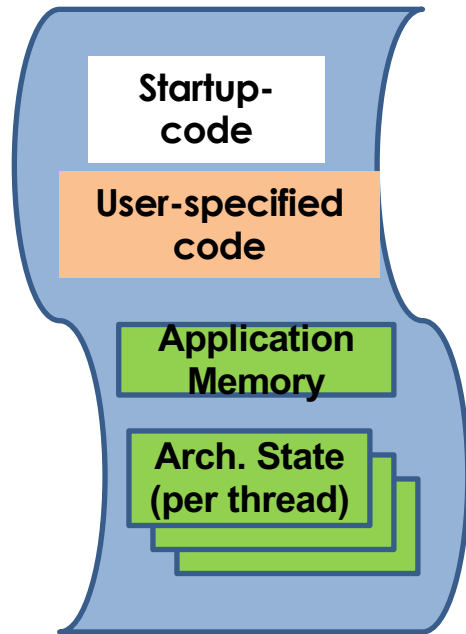 Startup-
code
User-specified
code
Application
Memory
Arch. State
(per thread)